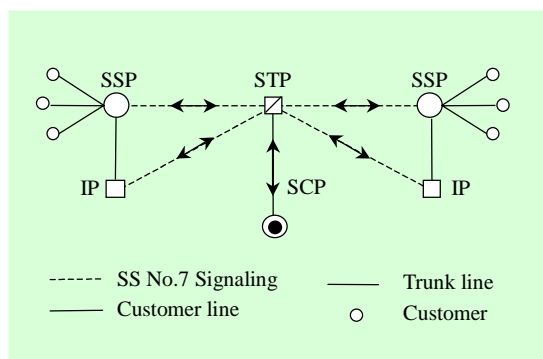 SSP STP SSP
IP SCP IP
SS No.7 Signaling Trunk line
Customer line Customer